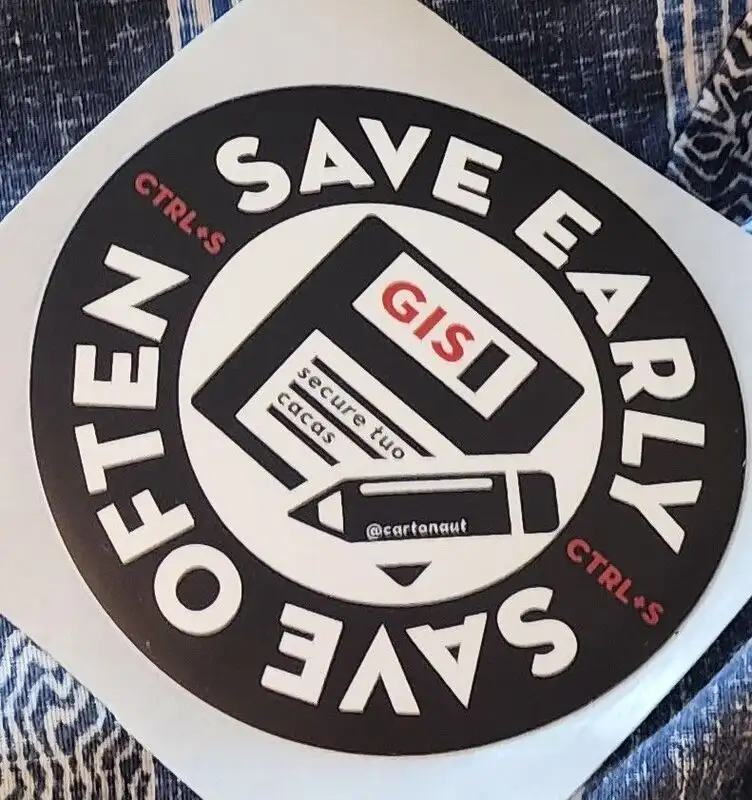 SAVE EARLY
CTRL+S
SAVE OFTEN
CTRL+S
GIS
secure tuo
cacas
@cartonaut